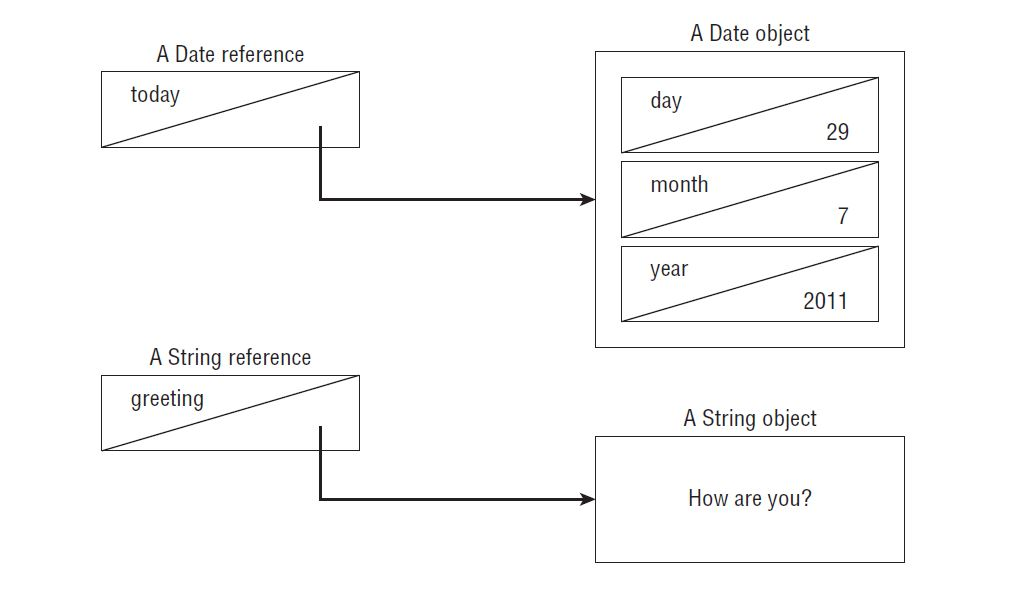 A Date reference
today
A Date object
day
29
month
7
year
2011
A String reference
greeting
A String object
How are you?